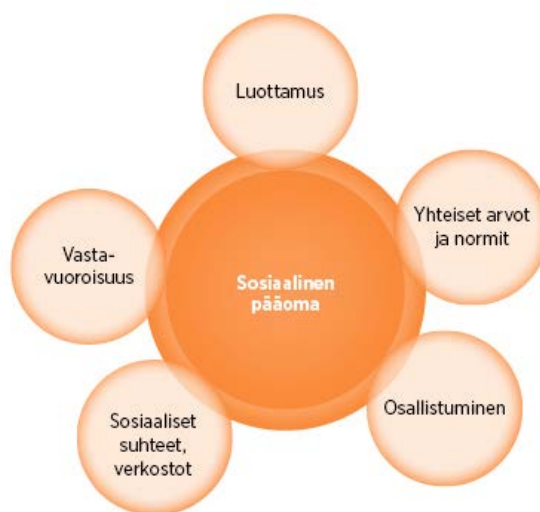 Luottamus
Yhteiset arvot
ja normit
Vasta-
vuoroisuus
Sosiaalinen
pääoma
Osallistuminen
Sosiaaliset
suhteet,
verkostot